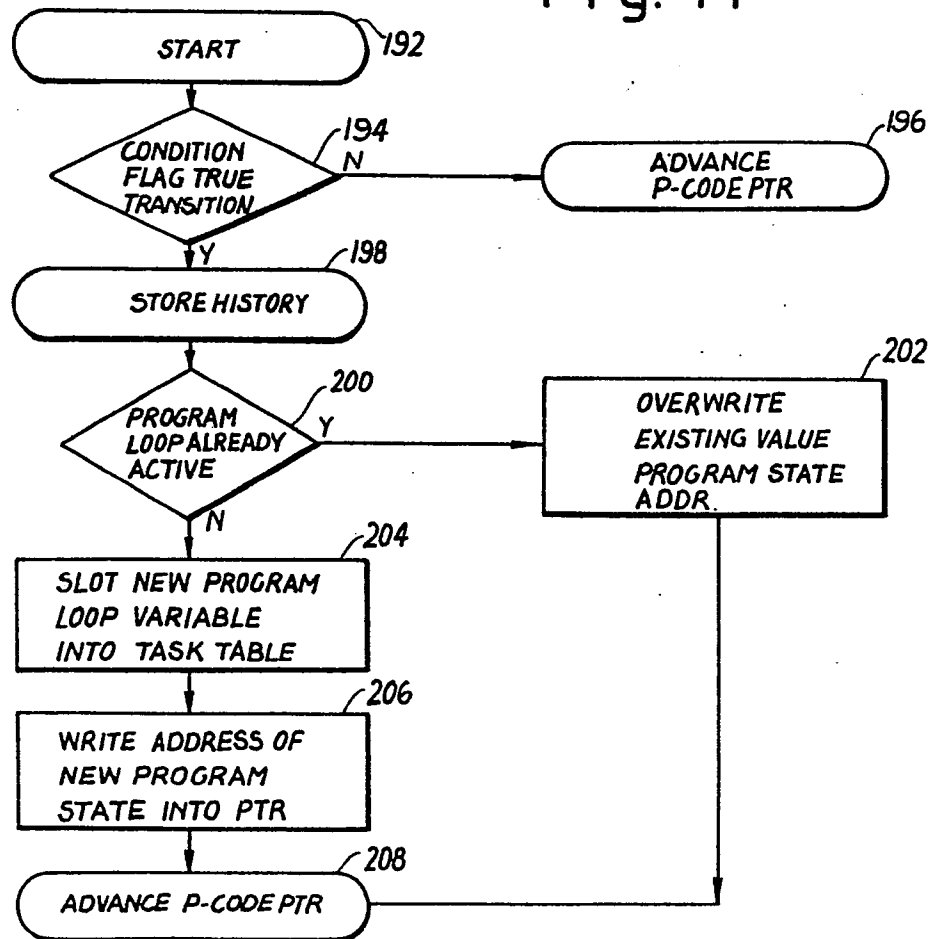 START
192
CONDITION
FLAG TRUE
TRANSITION
194
N
ADVANCE
P-CODE PTR
196
Y
STORE HISTORY
198
PROGRAM
LOOP ALREADY
ACTIVE
200
Y
OVERWRITE
EXISTING VALUE
PROGRAM STATE
ADDR.
202
N
SLOT NEW PROGRAM
LOOP VARIABLE
INTO TASK TABLE
204
WRITE ADDRESS OF
NEW PROGRAM
STATE INTO PTR
206
ADVANCE P-CODE PTR
208